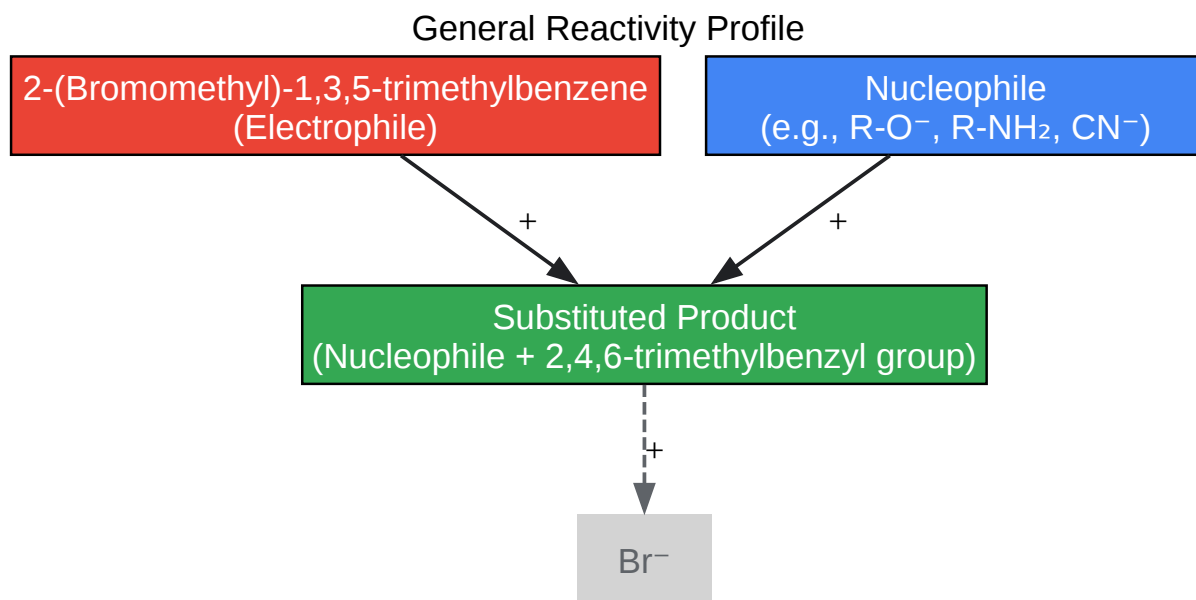 General Reactivity Profile
2-(Bromomethyl)-1,3,5-trimethylbenzene
(Electrophile)
Nucleophile
(e.g., R-O⁻, R-NH₂, CN⁻)
+
+
Substituted Product
(Nucleophile + 2,4,6-trimethylbenzyl group)
+
Br⁻